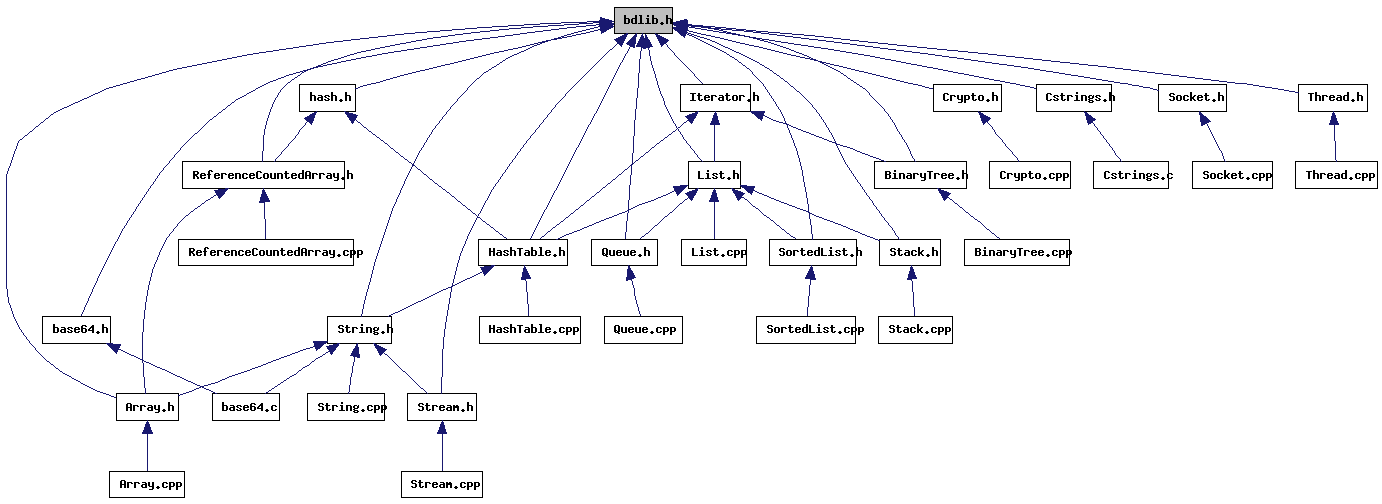 bdlib.h
hash.h
Iterator.h
Crypto.h
Cstrings.h
Socket.h
Thread.h
ReferenceCountedArray.h
List.h
BinaryTree.h
Crypto.cpp
Cstrings.c
Socket.cpp
Thread.cpp
ReferenceCountedArray.cpp
HashTable.h
Queue.h
List.cpp
SortedList.h
Stack.h
BinaryTree.cpp
base64.h
String.h
HashTable.cpp
Queue.cpp
SortedList.cpp
Stack.cpp
Array.h
base64.c
String.cpp
Stream.h
Array.cpp
Stream.cpp